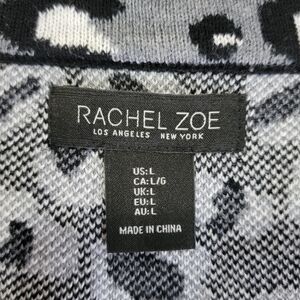 RACHEL ZOE
LOS ANGELES NEW YORK
US:L
CA:L/G
UK:L
EU:L
AU:L
MADE IN CHINA